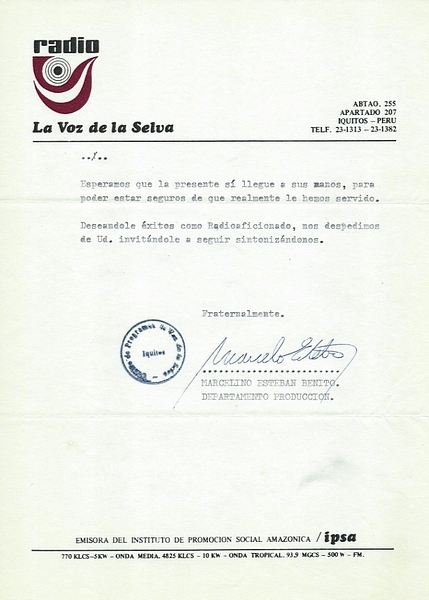 radio
La Voz de la Selva
ABTAO, 255
APARTADO 207
IQUITOS – PERU
TELF. 23-1313 – 23-1382
../..
Esperamos que la presente sí llegue a sus manos, para
poder estar seguros de que realmente le hemos servido.
Deseandole éxitos como Radioaficionado, nos despedimos
de Ud. invitándole a seguir sintonizándonos.
Fraternalmente.
Iquitos
MARCELINO ESTEBAN BENITO.
DEPARTAMENTO PRODUCCION.
EMISORA DEL INSTITUTO DE PROMOCION SOCIAL AMAZONICA / ipsa
770 KLCS–5 KW – ONDA MEDIA. 4825 KLCS – 10 KW – ONDA TROPICAL. 93,9 MGCS – 500 W – FM.